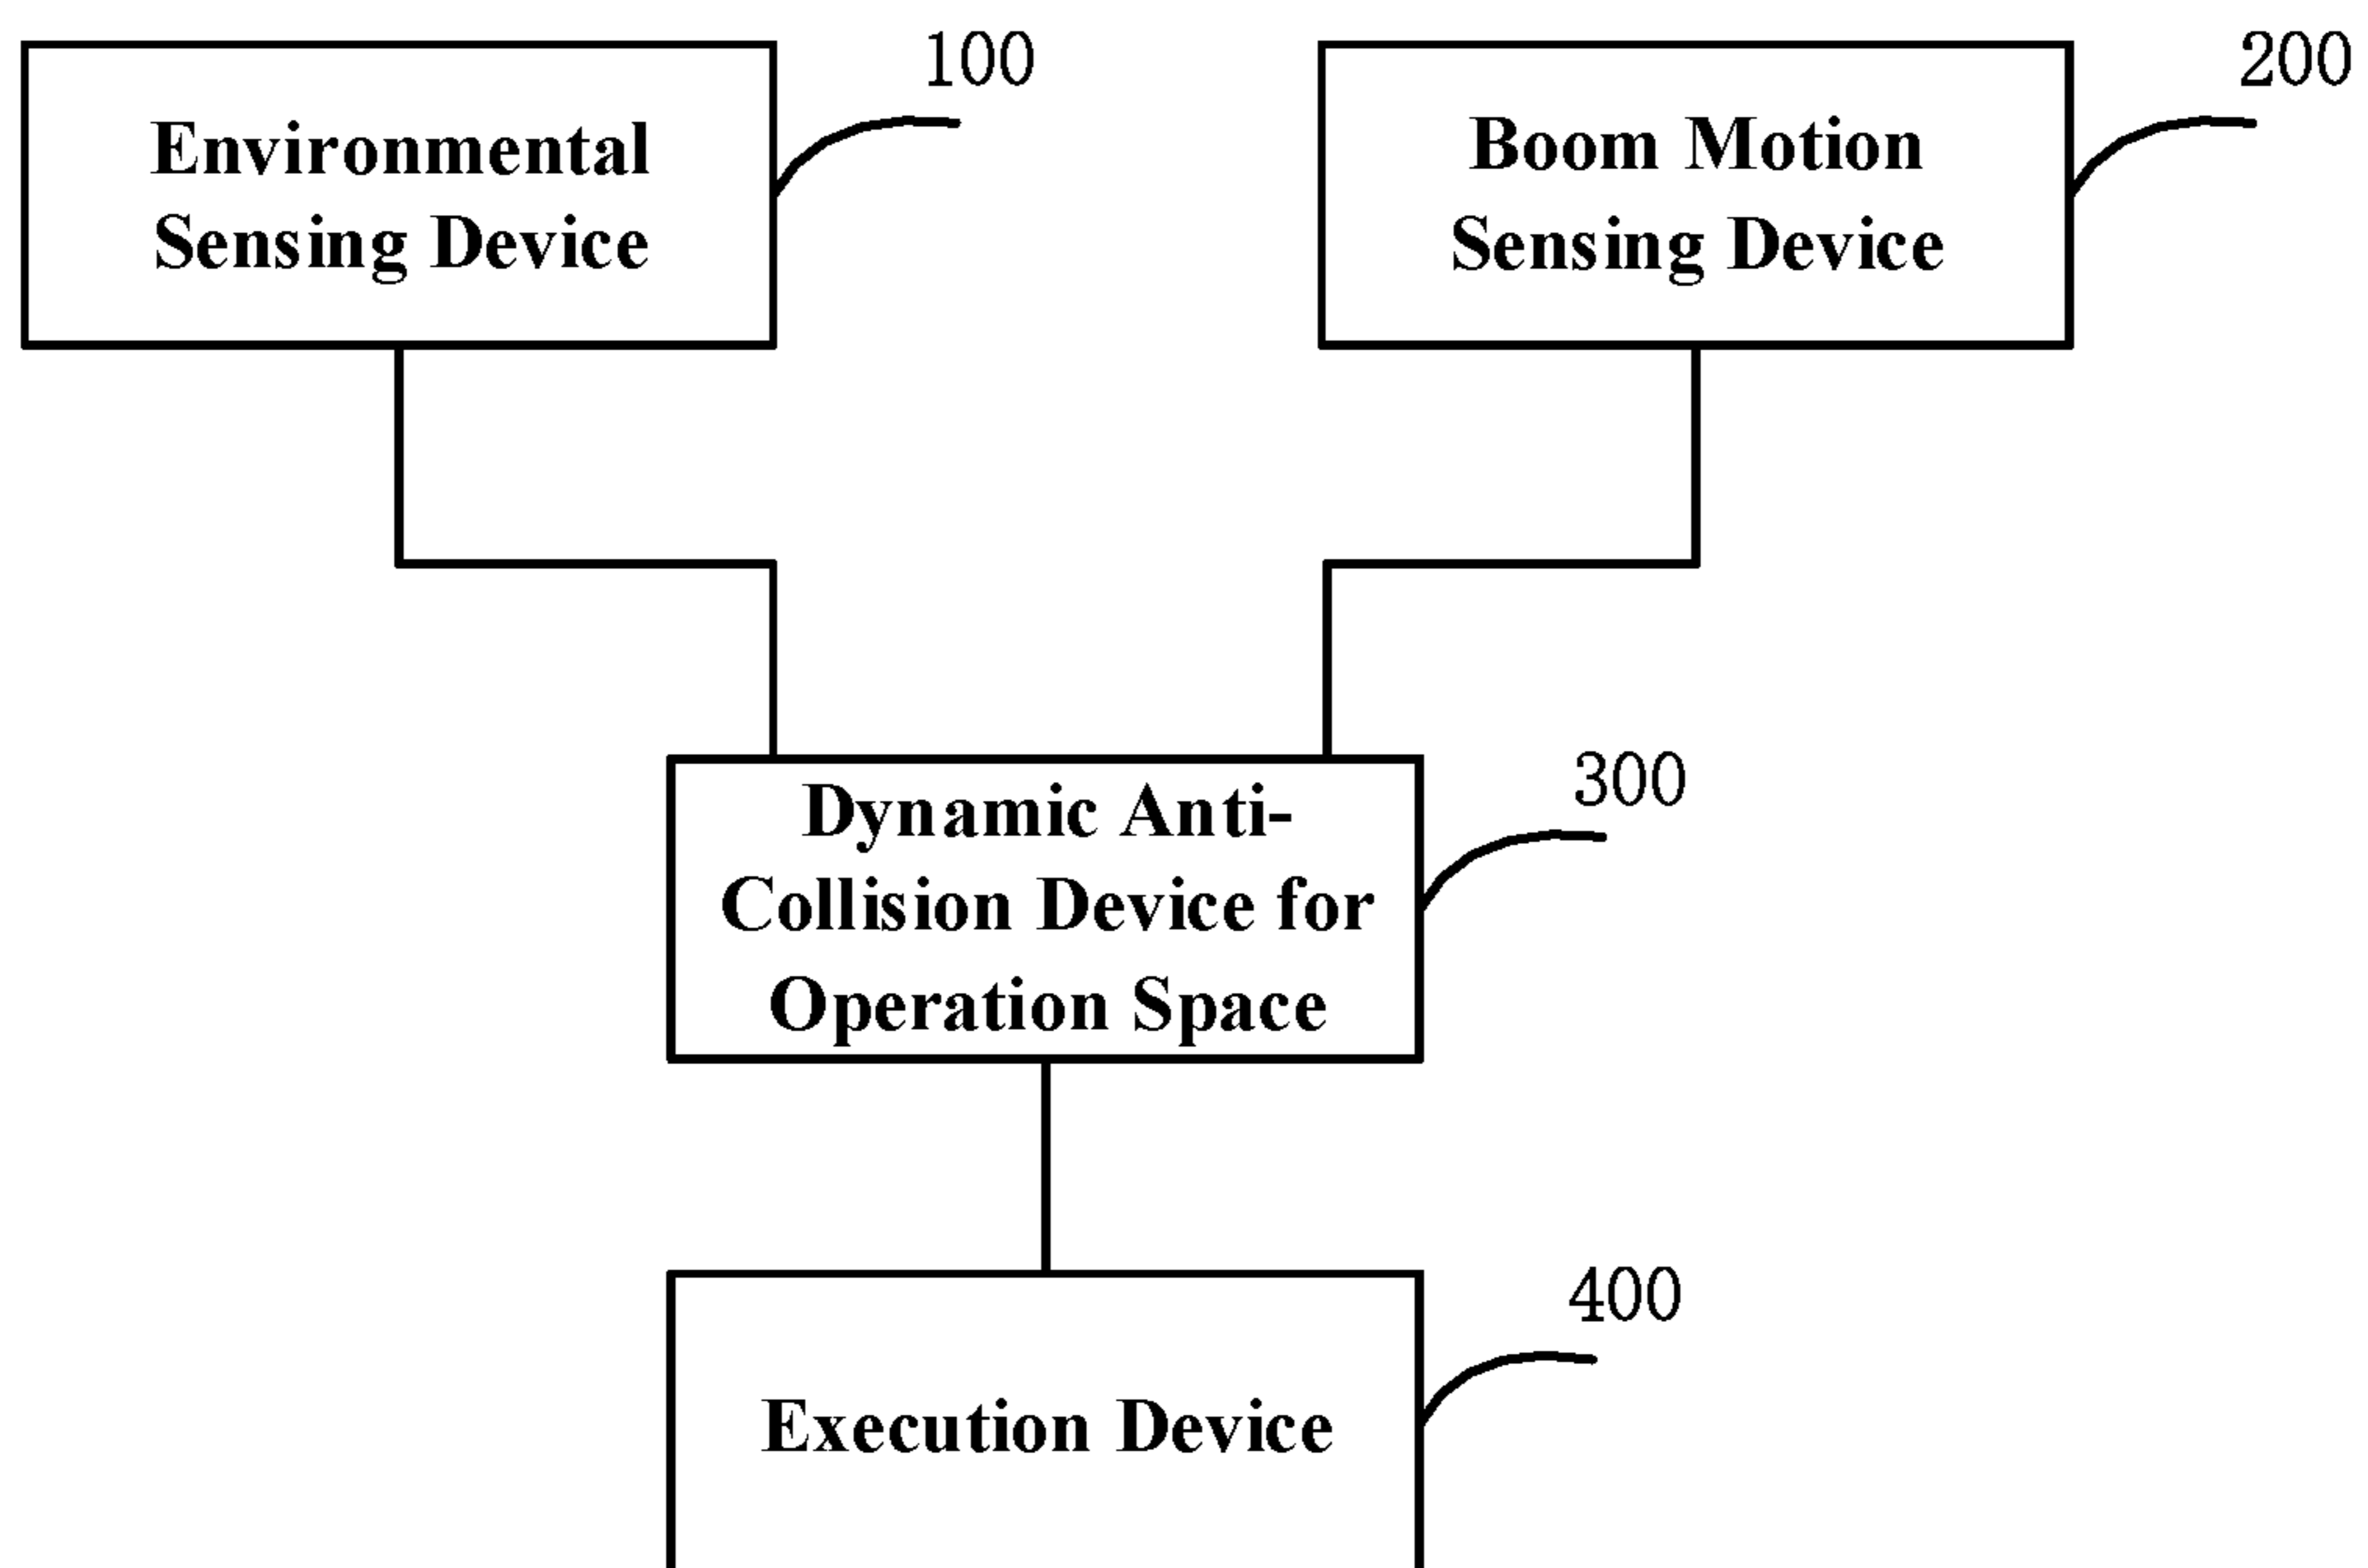 100
200
Environmental
Sensing Device
Boom Motion
Sensing Device
300
Dynamic Anti-
Collision Device for
Operation Space
400
Execution Device